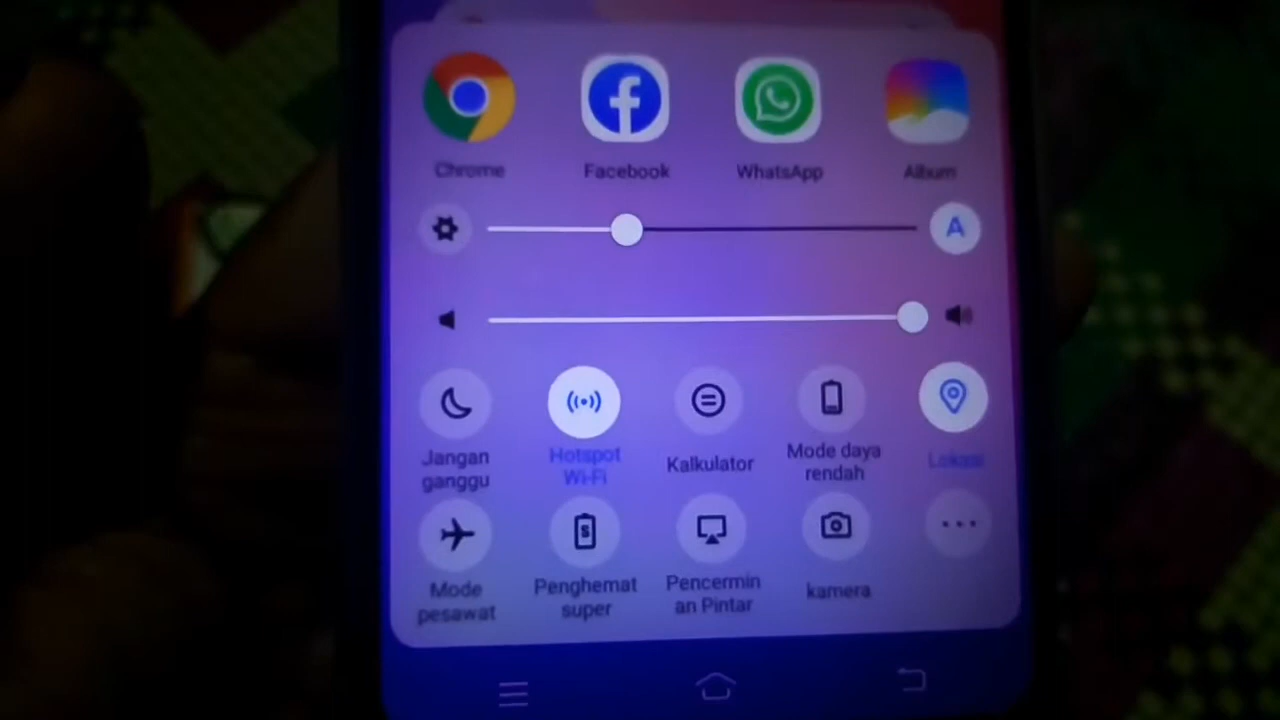 Chrome
Facebook
WhatsApp
Album
A
Jangan
ganggu
Hotspot
Wi-Fi
Kalkulator
Mode daya
rendah
Lokasi
Mode
pesawat
S
Penghemat
super
Pencermin
an Pintar
kamera